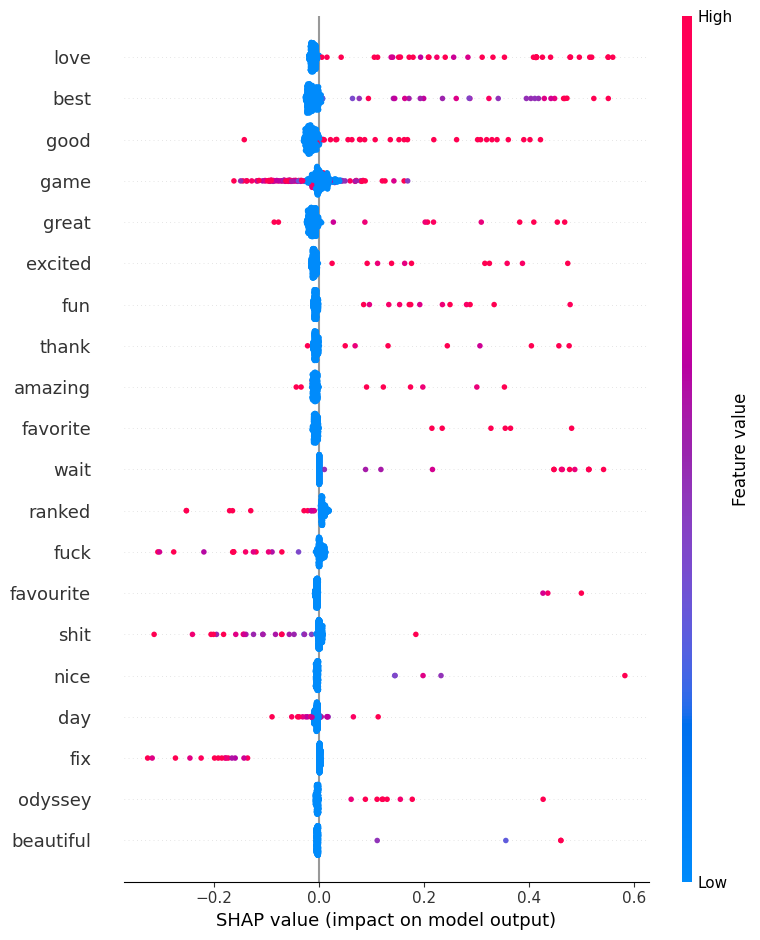 High
love
best
good
game
great
excited
fun
thank
amazing
favorite
wait
ranked
fuck
favourite
shit
nice
day
fix
odyssey
beautiful
Feature value
Low
−0.2 0.0 0.2 0.4 0.6
SHAP value (impact on model output)